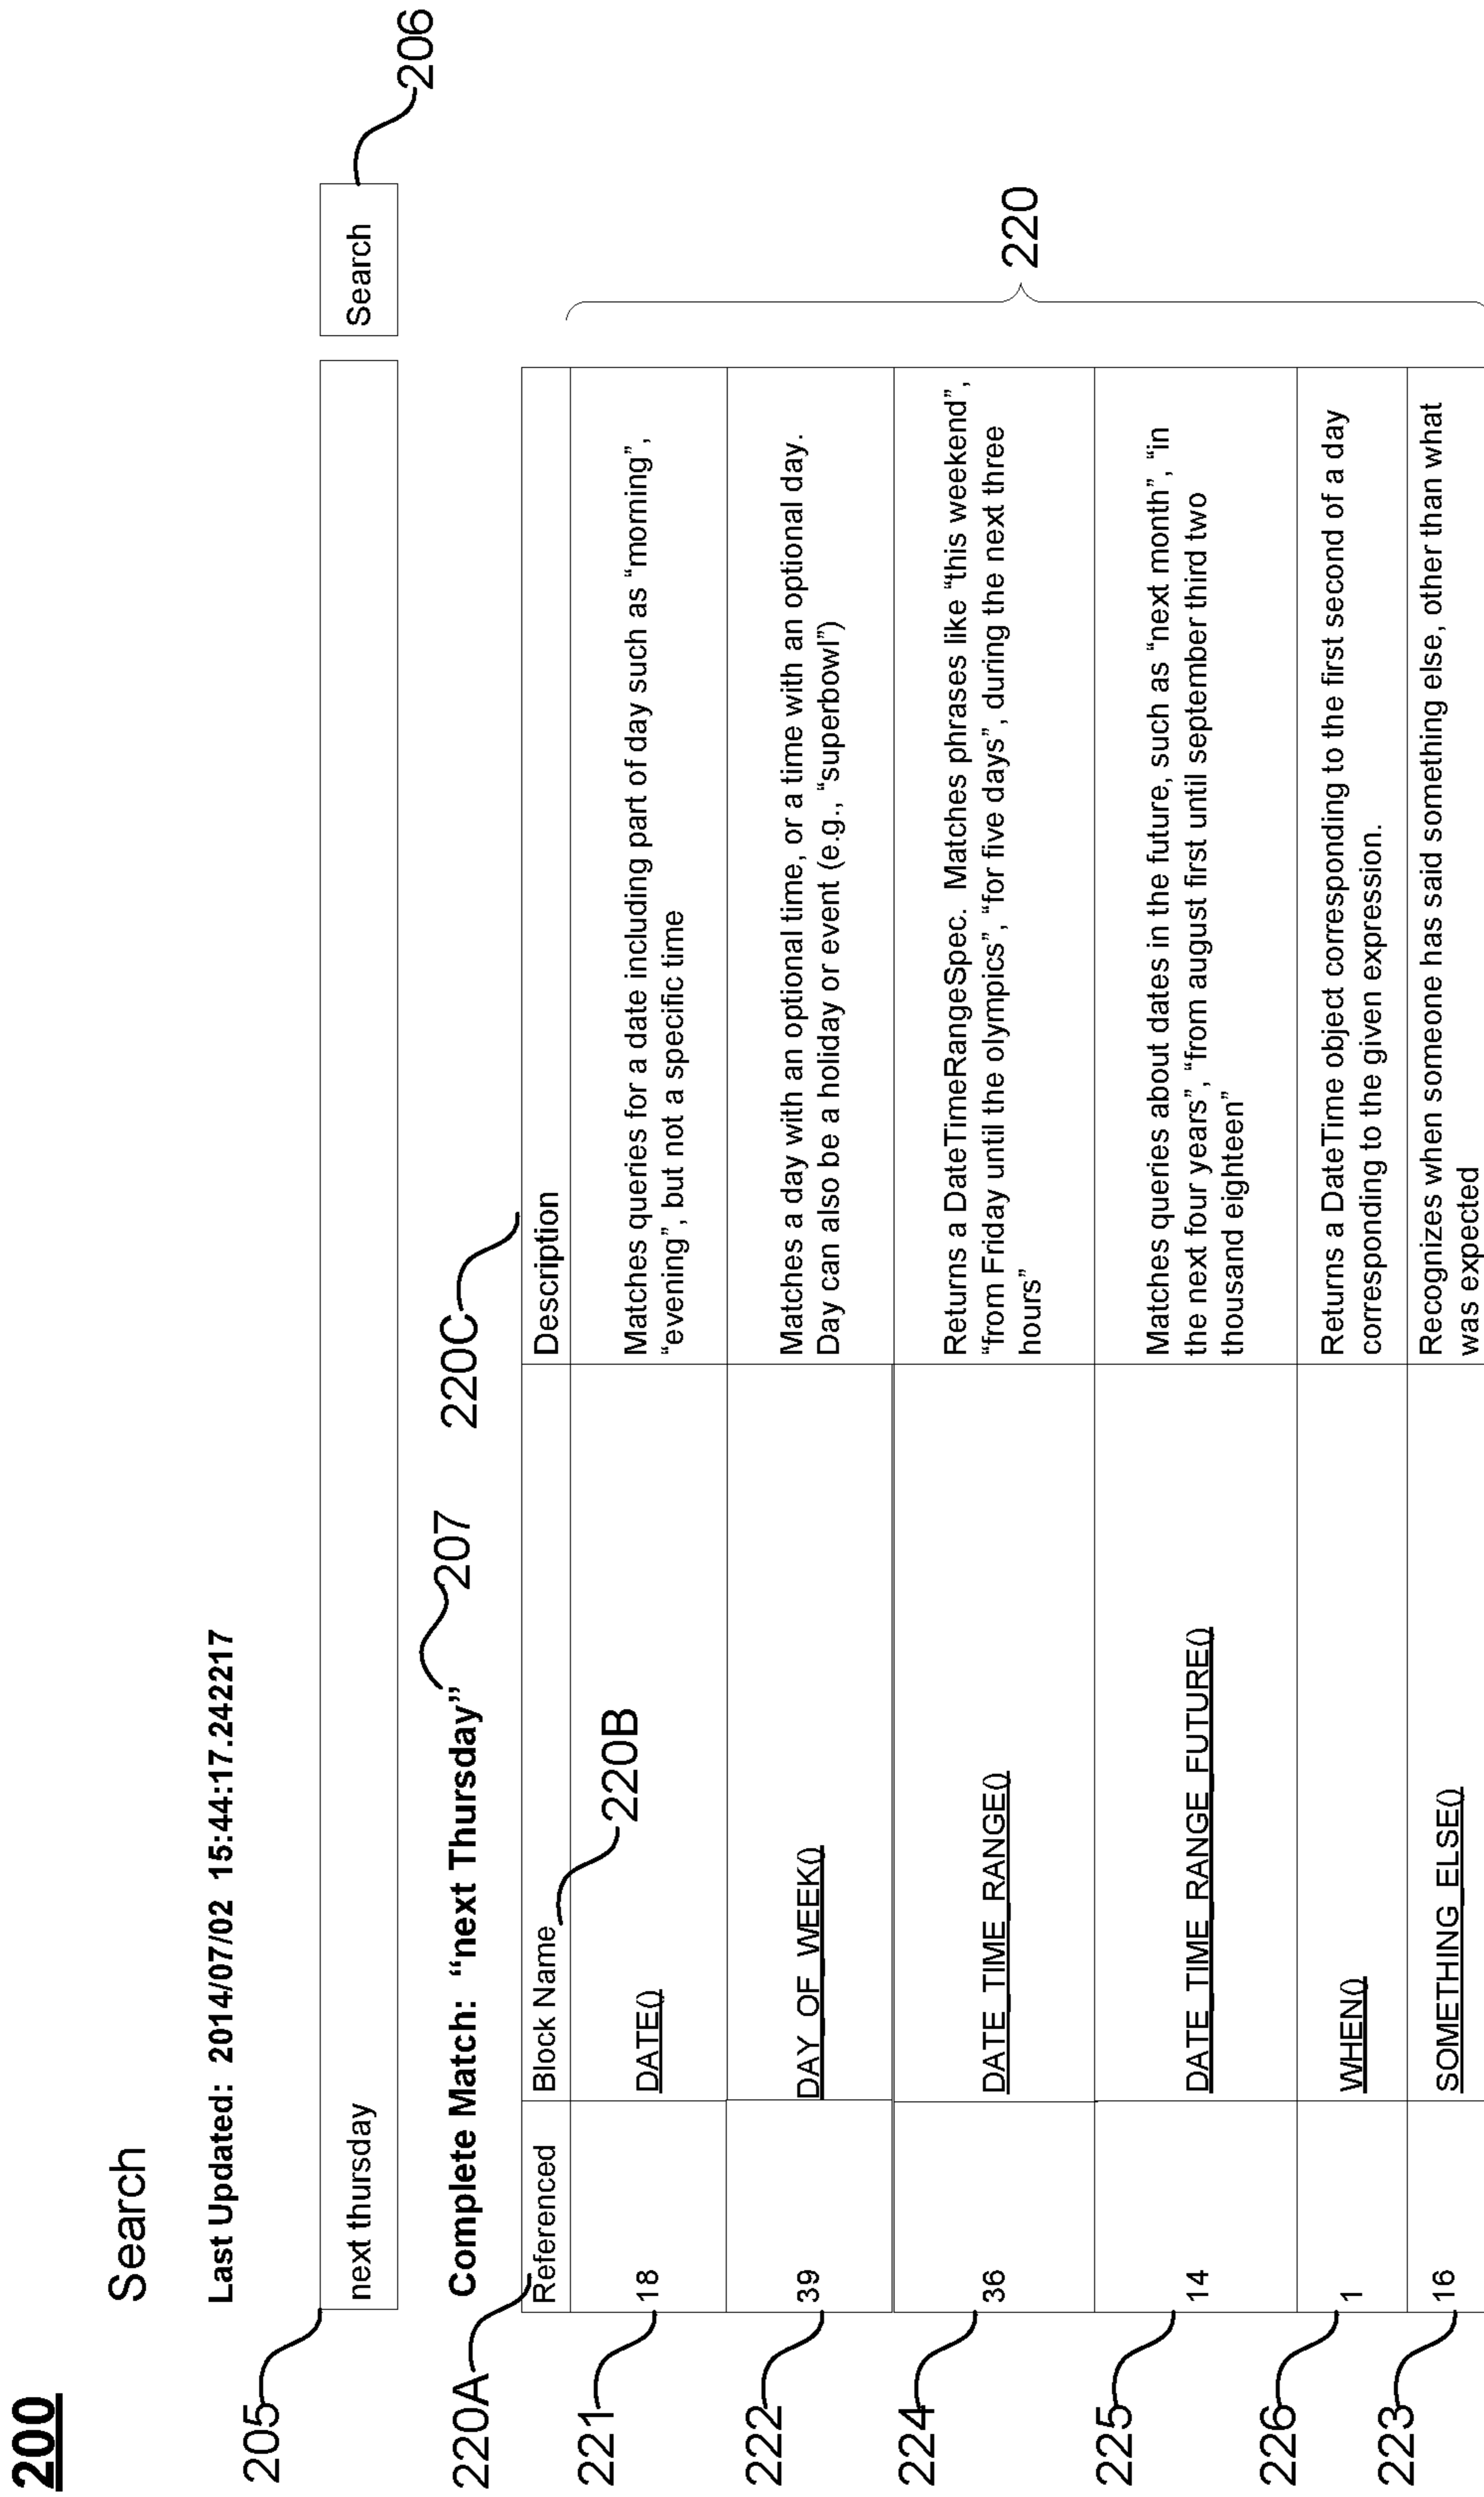 200
Search
Last Updated: 2014/07/02 15:44:17.242217
205
next thursday
Search
206
Complete Match: “next Thursday”
207
220C
220A
Referenced
Block Name
Description
220B
221
18
DATE()
Matches queries for a date including part of day such as “morning”,
“evening”, but not a specific time
222
39
DAY_OF_WEEK()
Matches a day with an optional time, or a time with an optional day.
Day can also be a holiday or event (e.g., “superbowl”)
224
36
DATE_TIME_RANGE()
Returns a DateTimeRangeSpec. Matches phrases like “this weekend”,
“from Friday until the olympics”, “for five days”, during the next three
hours”
220
225
14
DATE_TIME_RANGE_FUTURE()
Matches queries about dates in the future, such as “next month”, “in
the next four years”, “from august first until september third two
thousand eighteen”
226
1
WHEN()
Returns a DateTime object corresponding to the first second of a day
corresponding to the given expression.
223
16
SOMETHING_ELSE()
Recognizes when someone has said something else, other than what
was expected